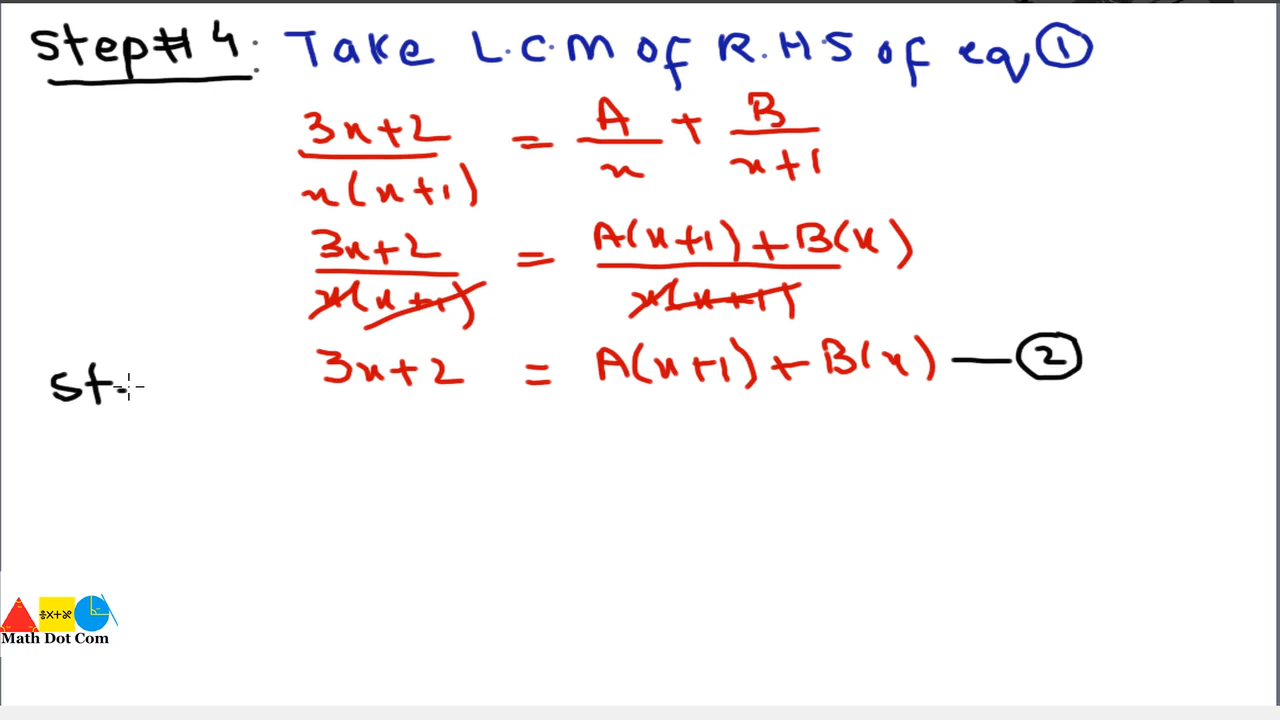 Step# 4: Take L.C.M of R.H.S of eq ①
3x+2 / x(x+1) = A / x + B / x+1
3x+2 / x(x+1) = A(x+1)+B(x) / x(x+1)
3x+2 = A(x+1)+B(x) — ②
St
Math Dot Com